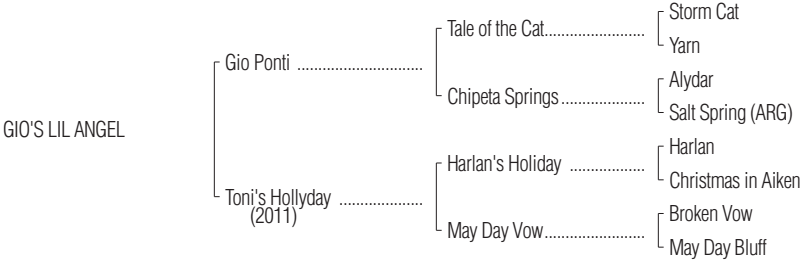 Storm Cat
Tale of the Cat
Yarn
Gio Ponti
Alydar
Chipeta Springs
Salt Spring (ARG)
GIO'S LIL ANGEL
Harlan
Harlan's Holiday
Christmas in Aiken
Toni's Hollyday
(2011)
Broken Vow
May Day Vow
May Day Bluff